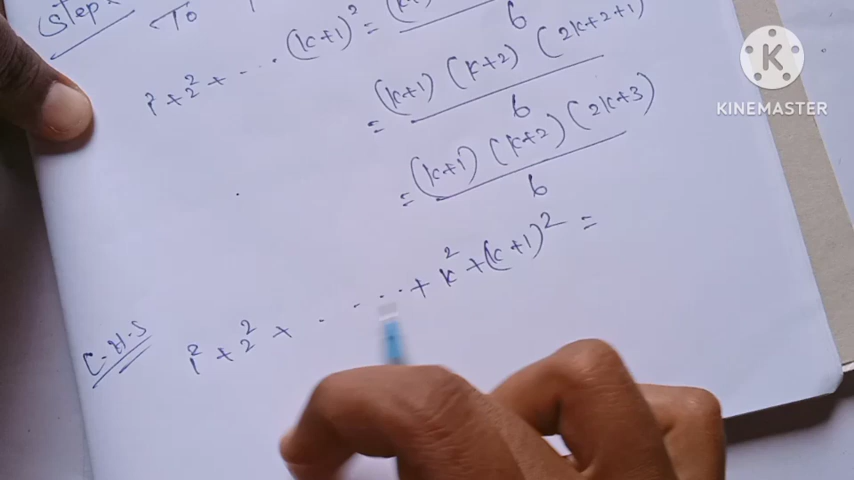 Step
To
1² + 2² + ... (k+1)² = (k+1)
6
= (k+1) (k+2) (2k+2+1)
6
= (k+1) (k+2) (2k+3)
6
L.H.S 1² + 2² + ..... + k² + (k+1)² =
K
KINEMASTER